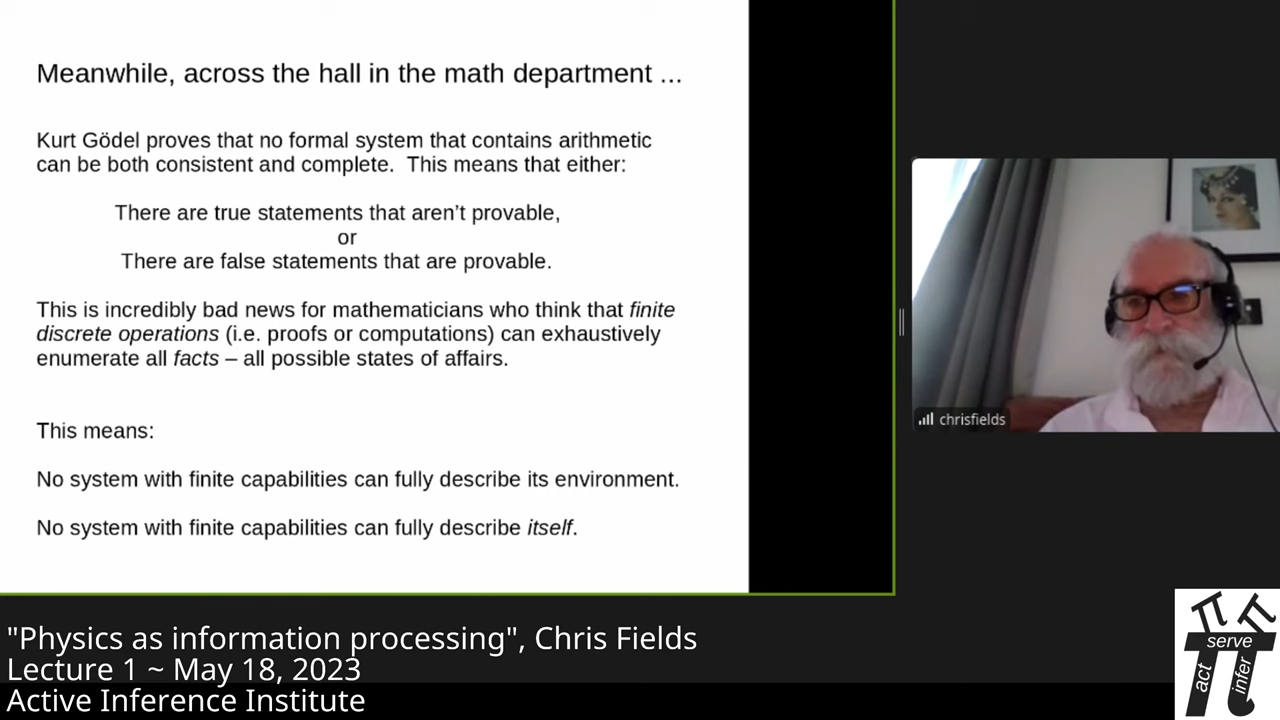 Meanwhile, across the hall in the math department ...
Kurt Gödel proves that no formal system that contains arithmetic
can be both consistent and complete.  This means that either:
There are true statements that aren’t provable,
or
There are false statements that are provable.
This is incredibly bad news for mathematicians who think that finite
discrete operations (i.e. proofs or computations) can exhaustively
enumerate all facts – all possible states of affairs.
This means:
No system with finite capabilities can fully describe its environment.
No system with finite capabilities can fully describe itself.
chrisfields
"Physics as information processing", Chris Fields
Lecture 1 ~ May 18, 2023
Active Inference Institute
serve
act
infer